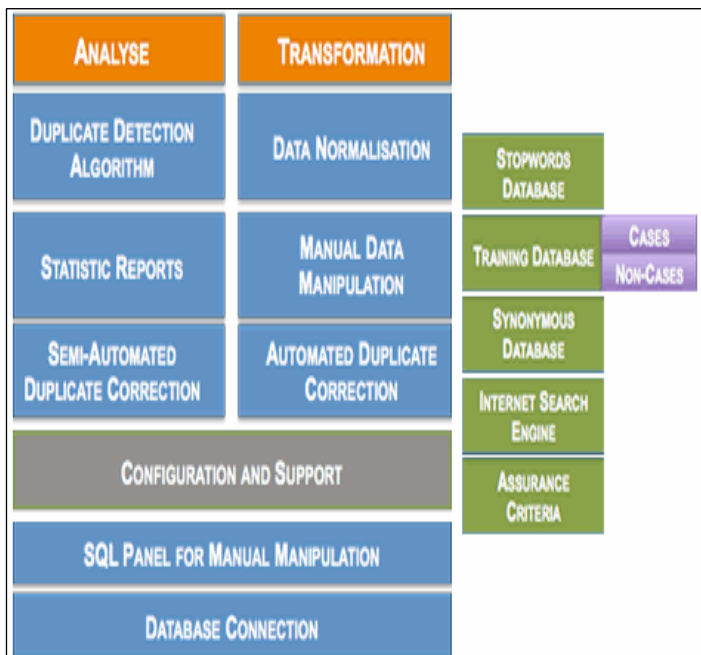 ANALYSE
TRANSFORMATION
DUPLICATE DETECTION
ALGORITHM
DATA NORMALISATION
STATISTIC REPORTS
MANUAL DATA
MANIPULATION
SEMI-AUTOMATED
DUPLICATE CORRECTION
AUTOMATED DUPLICATE
CORRECTION
CONFIGURATION AND SUPPORT
SQL PANEL FOR MANUAL MANIPULATION
DATABASE CONNECTION
STOPWORDS
DATABASE
TRAINING DATABASE
CASES
NON-CASES
SYNONYMOUS
DATABASE
INTERNET SEARCH
ENGINE
ASSURANCE
CRITERIA